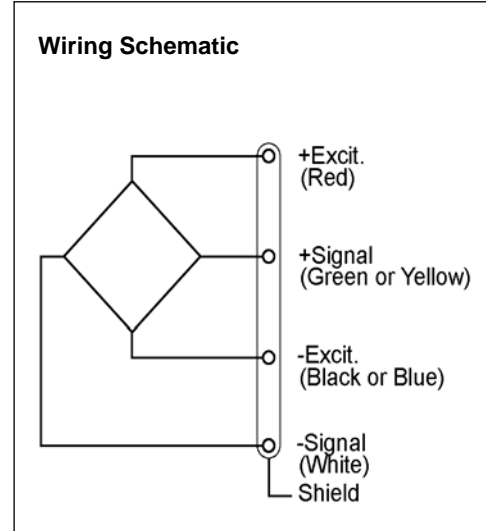 Wiring Schematic
+Excit.
(Red)
+Signal
(Green or Yellow)
-Excit.
(Black or Blue)
-Signal
(White)
Shield